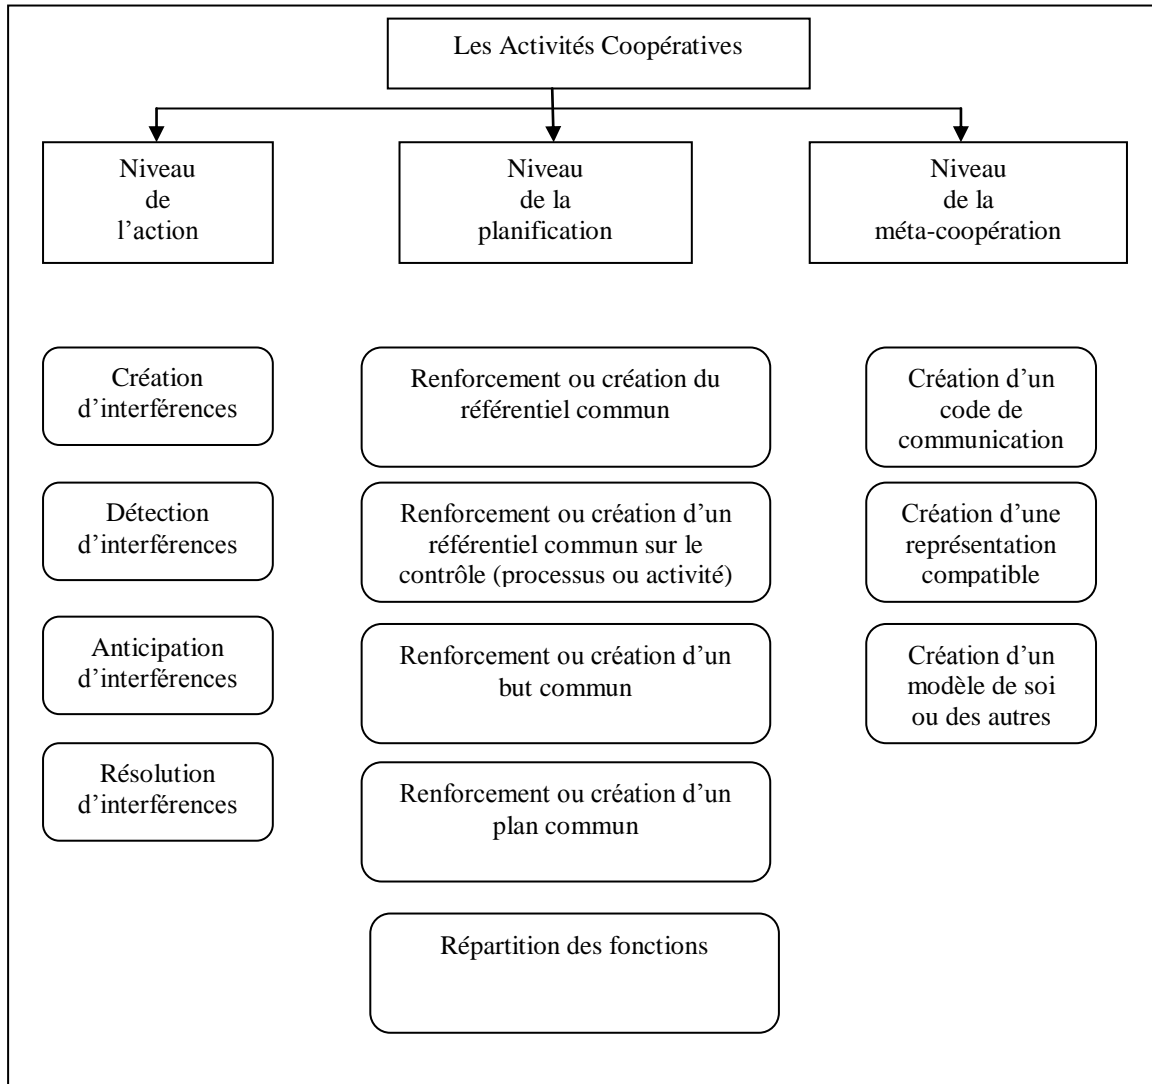 Les Activités Coopératives
Niveau
de
l’action
Niveau
de la
planification
Niveau
de la
méta-coopération
Création
d’interférences
Détection
d’interférences
Anticipation
d’interférences
Résolution
d’interférences
Renforcement ou création du
référentiel commun
Renforcement ou création d’un
référentiel commun sur le
contrôle (processus ou activité)
Renforcement ou création d’un
but commun
Renforcement ou création d’un
plan commun
Répartition des fonctions
Création d’un
code de
communication
Création d’une
représentation
compatible
Création d’un
modèle de soi
ou des autres